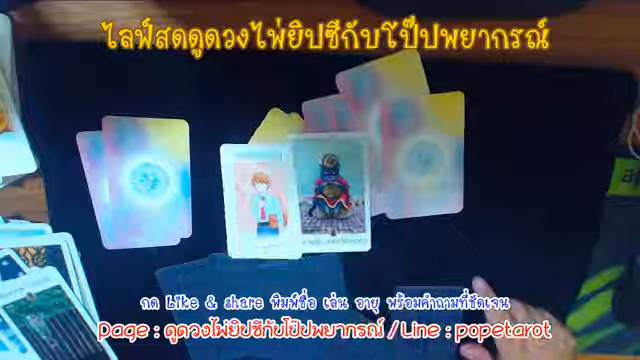 ไลฟ์สดดูดวงไพ่ยิปซีกับโป๊ปพยากรณ์
กด Like & share พิมพ์ชื่อ เล่น อายุ พร้อมคำถามที่ชัดเจน
Page : ดูดวงไพ่ยิปซีกับโป๊ปพยากรณ์ / Line : popetarot